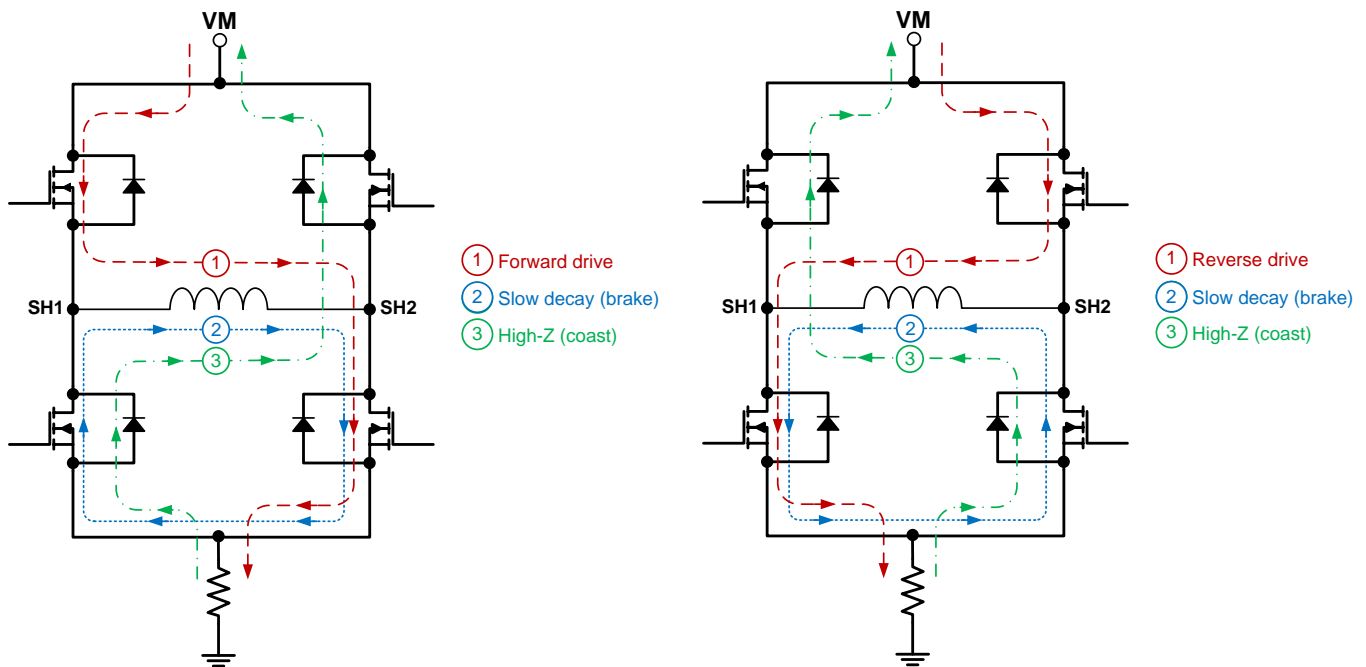 VM
1
SH1
SH2
2
3
1 Forward drive
2 Slow decay (brake)
3 High-Z (coast)
VM
1
SH1
SH2
2
3
1 Reverse drive
2 Slow decay (brake)
3 High-Z (coast)